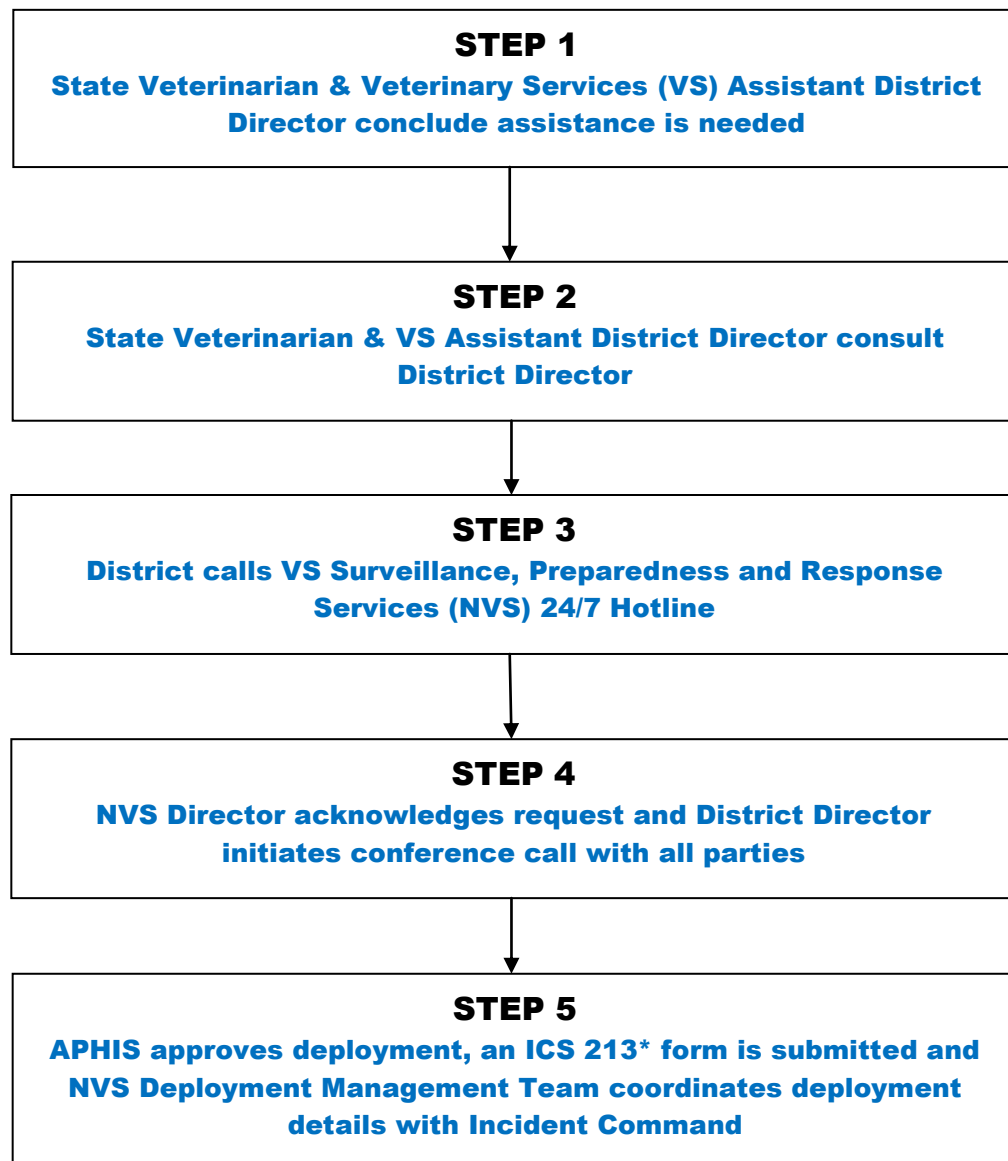 STEP 1
State Veterinarian & Veterinary Services (VS) Assistant District
Director conclude assistance is needed
STEP 2
State Veterinarian & VS Assistant District Director consult
District Director
STEP 3
District calls VS Surveillance, Preparedness and Response
Services (NVS) 24/7 Hotline
STEP 4
NVS Director acknowledges request and District Director
initiates conference call with all parties
STEP 5
APHIS approves deployment, an ICS 213* form is submitted and
NVS Deployment Management Team coordinates deployment
details with Incident Command